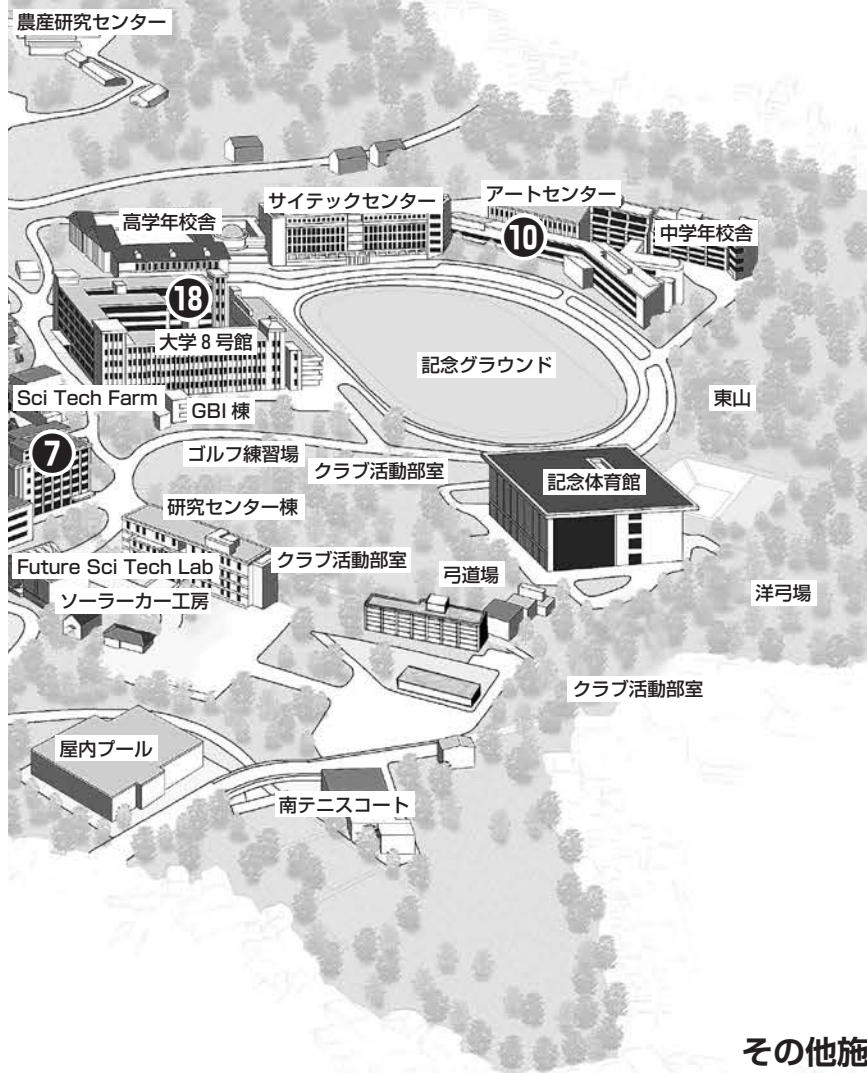 農産研究センター
サイテックセンター
アートセンター
高学年校舎
❿
中学年校舎
⓲
大学8号館
記念グラウンド
Sci Tech Farm
東山
GBI 棟
❼
ゴルフ練習場
クラブ活動部室
記念体育館
研究センター棟
Future Sci Tech Lab
クラブ活動部室
弓道場
ソーラーカー工房
洋弓場
クラブ活動部室
屋内プール
南テニスコート
その他施